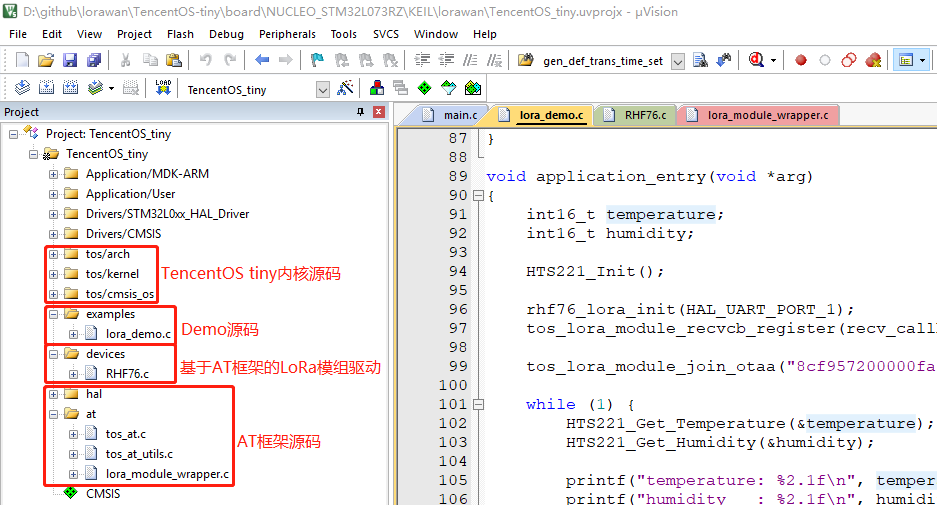 D:\github\lorawan\TencentOS-tiny\board\NUCLEO_STM32L073RZ\KEIL\lorawan\TencentOS_tiny.uvprojx - µVision
File Edit View Project Flash Debug Peripherals Tools SVCS Window Help
gen_def_trans_time_set
LOAD
TencentOS_tiny
Project
Project: TencentOS_tiny
TencentOS_tiny
Application/MDK-ARM
Application/User
Drivers/STM32L0xx_HAL_Driver
Drivers/CMSIS
tos/arch
tos/kernel
tos/cmsis_os
TencentOS tiny内核源码
examples
lora_demo.c
Demo源码
devices
RHF76.c
基于AT框架的LoRa模组驱动
hal
at
tos_at.c
tos_at_utils.c
lora_module_wrapper.c
AT框架源码
CMSIS
main.c lora_demo.c RHF76.c lora_module_wrapper.c
87 }
88
89 void application_entry(void *arg)
90 {
91 int16_t temperature;
92 int16_t humidity;
93
94 HTS221_Init();
95
96 rhf76_lora_init(HAL_UART_PORT_1);
97 tos_lora_module_recvcb_register(recv_call
98
99 tos_lora_module_join_otaa("8cf957200000fa
100
101 while (1) {
102 HTS221_Get_Temperature(&temperature);
103 HTS221_Get_Humidity(&humidity);
104
105 printf("temperature: %2.1f\n", temper
106 printf("humidity : %2.1f\n", humidi